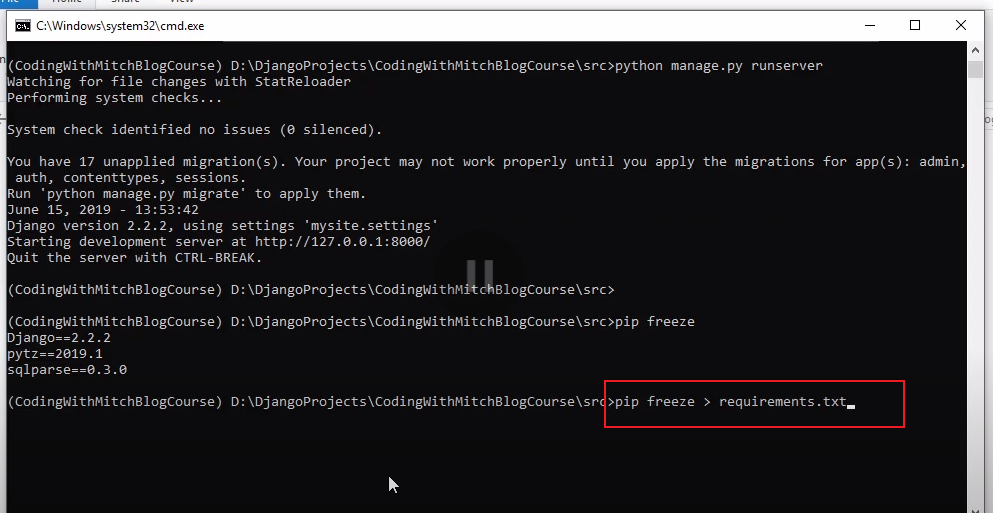 File Home Share View
C:\Windows\system32\cmd.exe
(CodingWithMitchBlogCourse) D:\DjangoProjects\CodingWithMitchBlogCourse\src>python manage.py runserver
Watching for file changes with StatReloader
Performing system checks...
System check identified no issues (0 silenced).
You have 17 unapplied migration(s). Your project may not work properly until you apply the migrations for app(s): admin,
auth, contenttypes, sessions.
Run 'python manage.py migrate' to apply them.
June 15, 2019 - 13:53:42
Django version 2.2.2, using settings 'mysite.settings'
Starting development server at http://127.0.0.1:8000/
Quit the server with CTRL-BREAK.
(CodingWithMitchBlogCourse) D:\DjangoProjects\CodingWithMitchBlogCourse\src>
(CodingWithMitchBlogCourse) D:\DjangoProjects\CodingWithMitchBlogCourse\src>pip freeze
Django==2.2.2
pytz==2019.1
sqlparse==0.3.0
(CodingWithMitchBlogCourse) D:\DjangoProjects\CodingWithMitchBlogCourse\src>pip freeze > requirements.txt